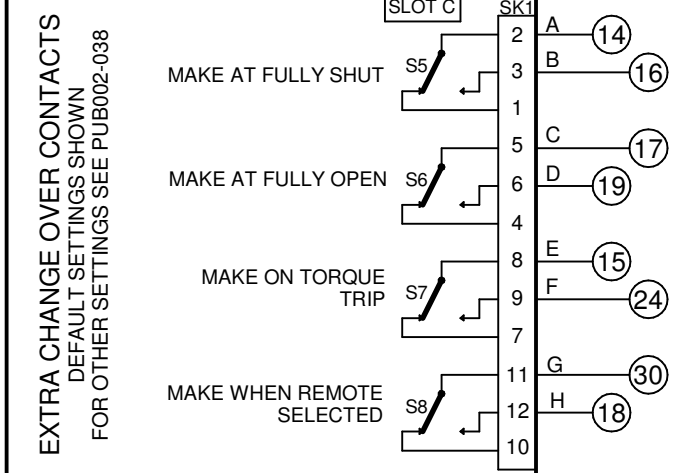 EXTRA CHANGE OVER CONTACTS
DEFAULT SETTINGS SHOWN
FOR OTHER SETTINGS SEE PUB002-038
SLOT C
SK1
MAKE AT FULLY SHUT
S5
2
A
14
3
B
16
1
MAKE AT FULLY OPEN
S6
5
C
17
6
D
19
4
MAKE ON TORQUE
TRIP
S7
8
E
15
9
F
24
7
MAKE WHEN REMOTE
SELECTED
S8
11
G
30
12
H
18
10